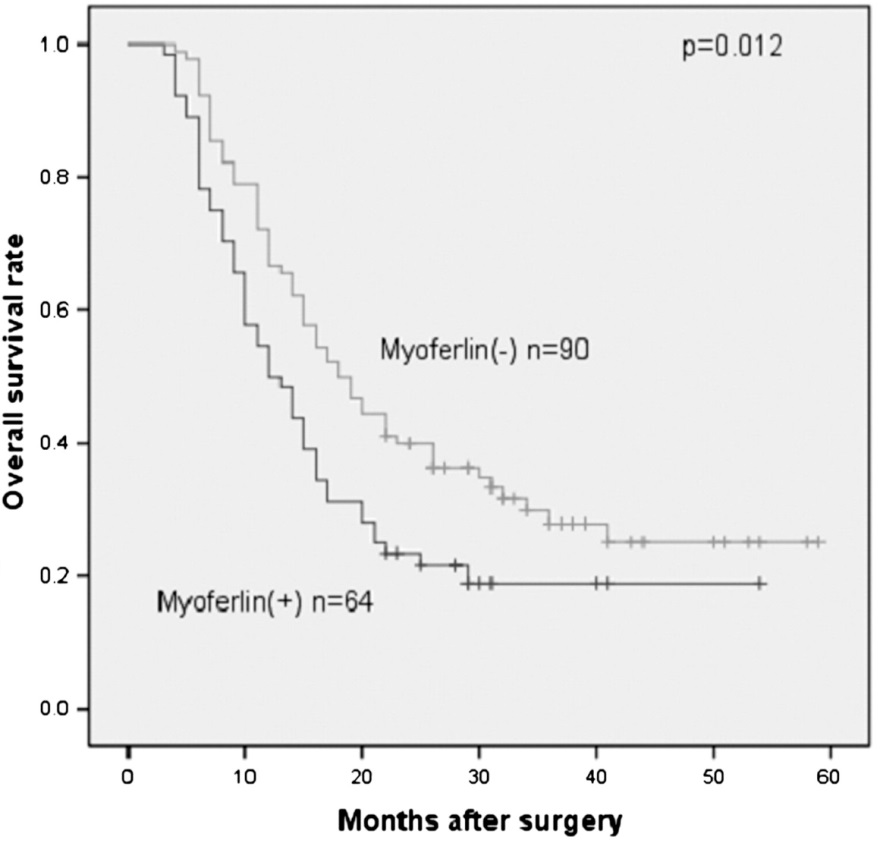 p=0.012
1.0
0.8
0.6
0.4
0.2
0.0
Overall survival rate
Myoferlin(-) n=90
Myoferlin(+) n=64
0 10 20 30 40 50 60
Months after surgery